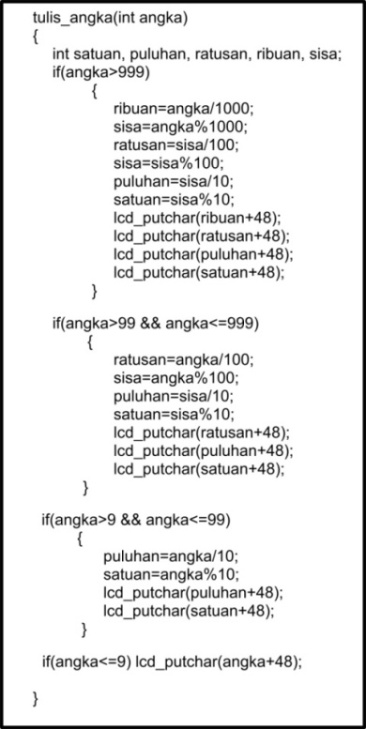 tulis_angka(int angka)
{
int satuan, puluhan, ratusan, ribuan, sisa;
if(angka>999)
{
ribuan=angka/1000;
sisa=angka%1000;
ratusan=sisa/100;
sisa=sisa%100;
puluhan=sisa/10;
satuan=sisa%10;
lcd_putchar(ribuan+48);
lcd_putchar(ratusan+48);
lcd_putchar(puluhan+48);
lcd_putchar(satuan+48);
}
if(angka>99 && angka<=999)
{
ratusan=angka/100;
sisa=angka%100;
puluhan=sisa/10;
satuan=sisa%10;
lcd_putchar(ratusan+48);
lcd_putchar(puluhan+48);
lcd_putchar(satuan+48);
}
if(angka>9 && angka<=99)
{
puluhan=angka/10;
satuan=angka%10;
lcd_putchar(puluhan+48);
lcd_putchar(satuan+48);
}
if(angka<=9) lcd_putchar(angka+48);
}